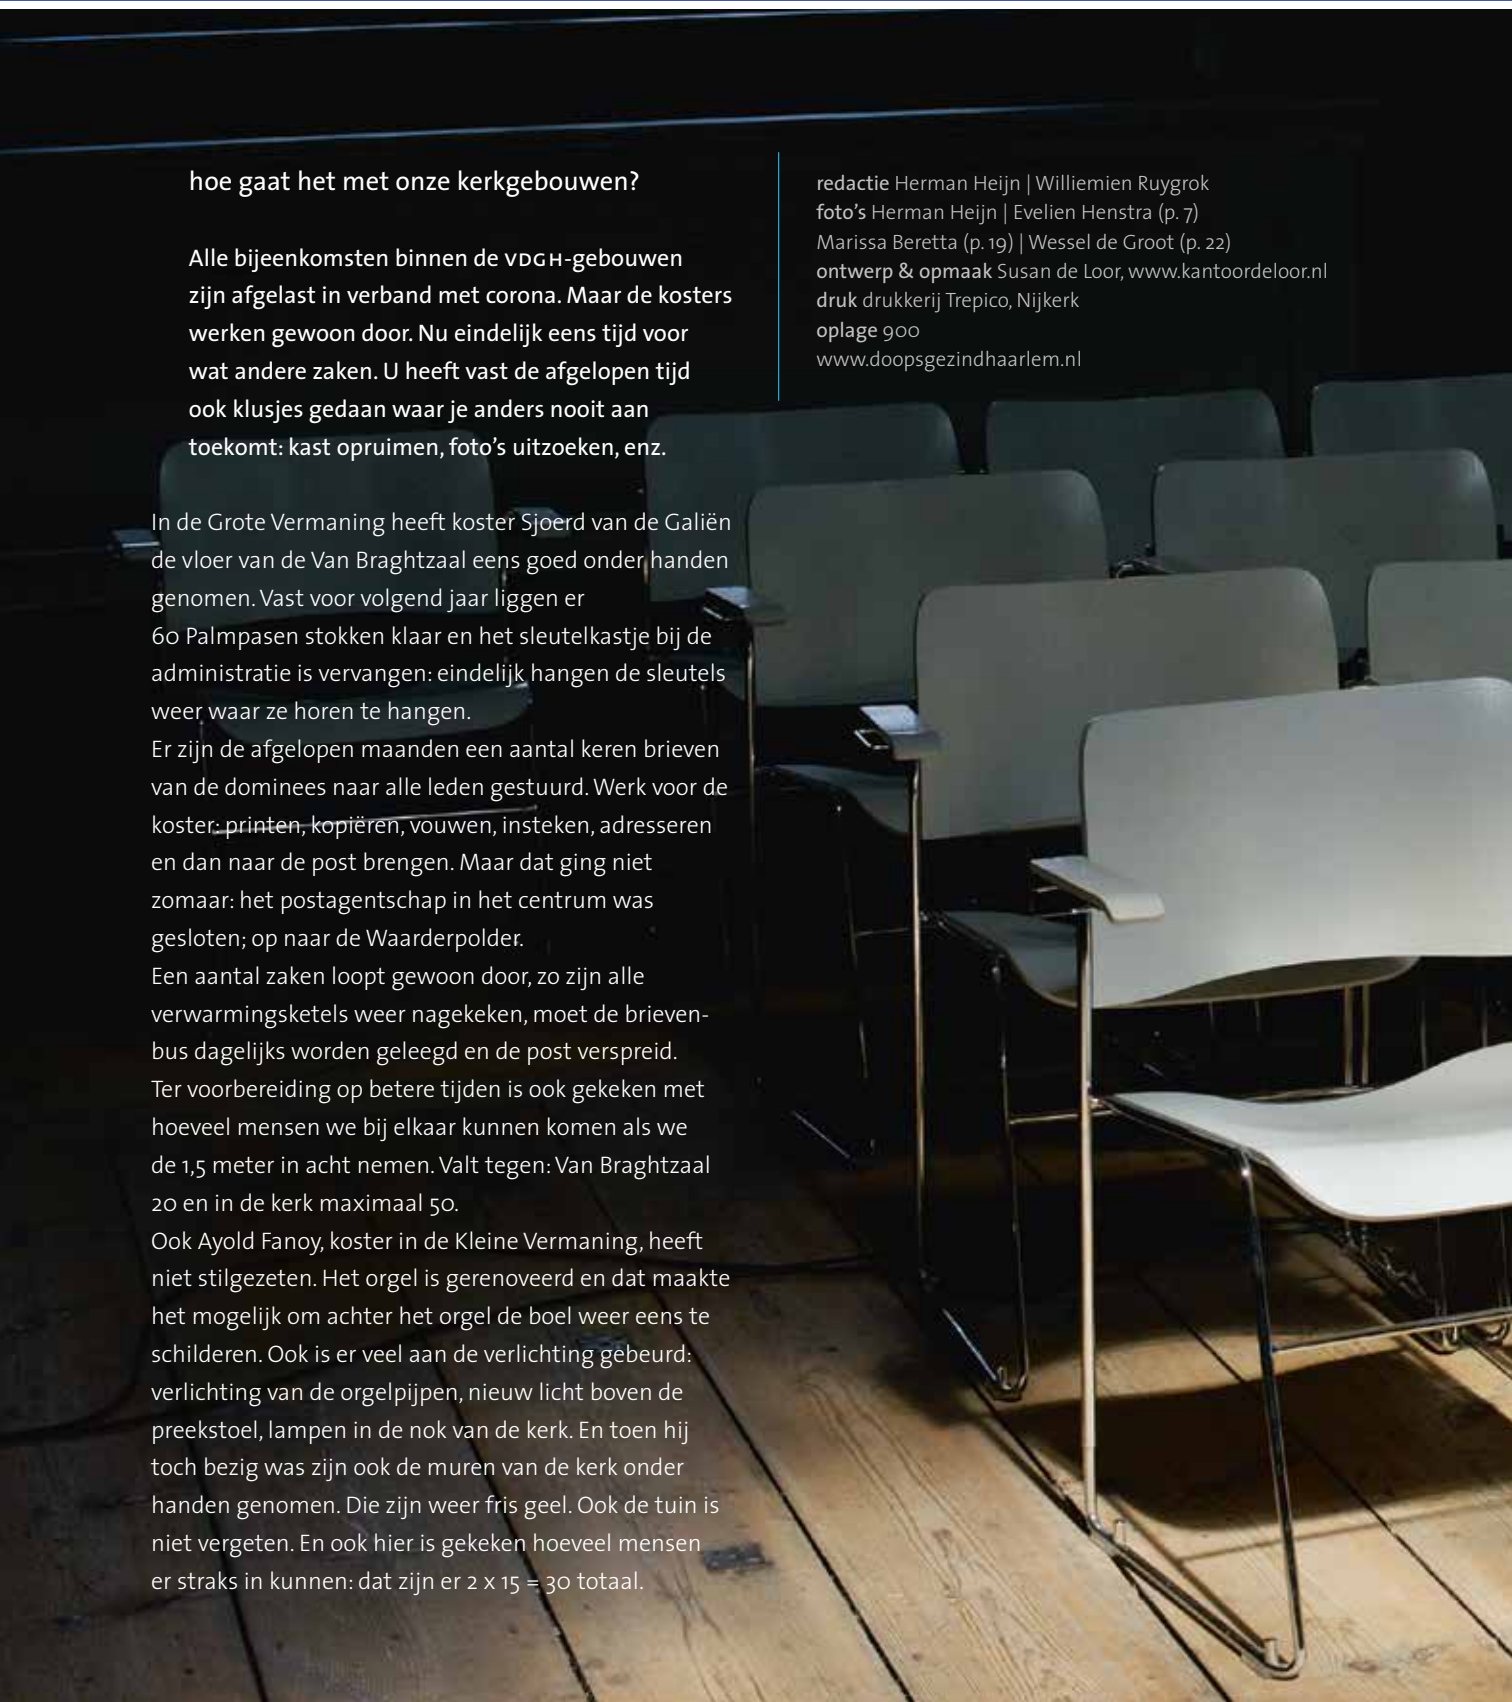 hoe gaat het met onze kerkgebouwen?
Alle bijeenkomsten binnen de VDGH-gebouwen
zijn afgelast in verband met corona. Maar de kosters
werken gewoon door. Nu eindelijk eens tijd voor
wat andere zaken. U heeft vast de afgelopen tijd
ook klusjes gedaan waar je anders nooit aan
toekomt: kast opruimen, foto’s uitzoeken, enz.
In de Grote Vermaning heeft koster Sjoerd van de Galiën
de vloer van de Van Braghtzaal eens goed onder handen
genomen. Vast voor volgend jaar liggen er
60 Palmpasen stokken klaar en het sleutelkastje bij de
administratie is vervangen: eindelijk hangen de sleutels
weer waar ze horen te hangen.
Er zijn de afgelopen maanden een aantal keren brieven
van de dominees naar alle leden gestuurd. Werk voor de
koster: printen, kopiëren, vouwen, insteken, adresseren
en dan naar de post brengen. Maar dat ging niet
zomaar: het postagentschap in het centrum was
gesloten; op naar de Waarderpolder.
Een aantal zaken loopt gewoon door, zo zijn alle
verwarmingsketels weer nagekeken, moet de brieven-
bus dagelijks worden geleegd en de post verspreid.
Ter voorbereiding op betere tijden is ook gekeken met
hoeveel mensen we bij elkaar kunnen komen als we
de 1,5 meter in acht nemen. Valt tegen: Van Braghtzaal
20 en in de kerk maximaal 50.
Ook Ayold Fanoy, koster in de Kleine Vermaning, heeft
niet stilgezeten. Het orgel is gerenoveerd en dat maakte
het mogelijk om achter het orgel de boel weer eens te
schilderen. Ook is er veel aan de verlichting gebeurd:
verlichting van de orgelpijpen, nieuw licht boven de
preekstoel, lampen in de nok van de kerk. En toen hij
toch bezig was zijn ook de muren van de kerk onder
handen genomen. Die zijn weer fris geel. Ook de tuin is
niet vergeten. En ook hier is gekeken hoeveel mensen
er straks in kunnen: dat zijn er 2 x 15 = 30 totaal.
redactie Herman Heijn | Williemien Ruygrok
foto’s Herman Heijn | Evelien Henstra (p. 7)
Marissa Beretta (p. 19) | Wessel de Groot (p. 22)
ontwerp & opmaak Susan de Loor, www.kantoordeloor.nl
druk drukkerij Trepico, Nijkerk
oplage 900
www.doopsgezindhaarlem.nl